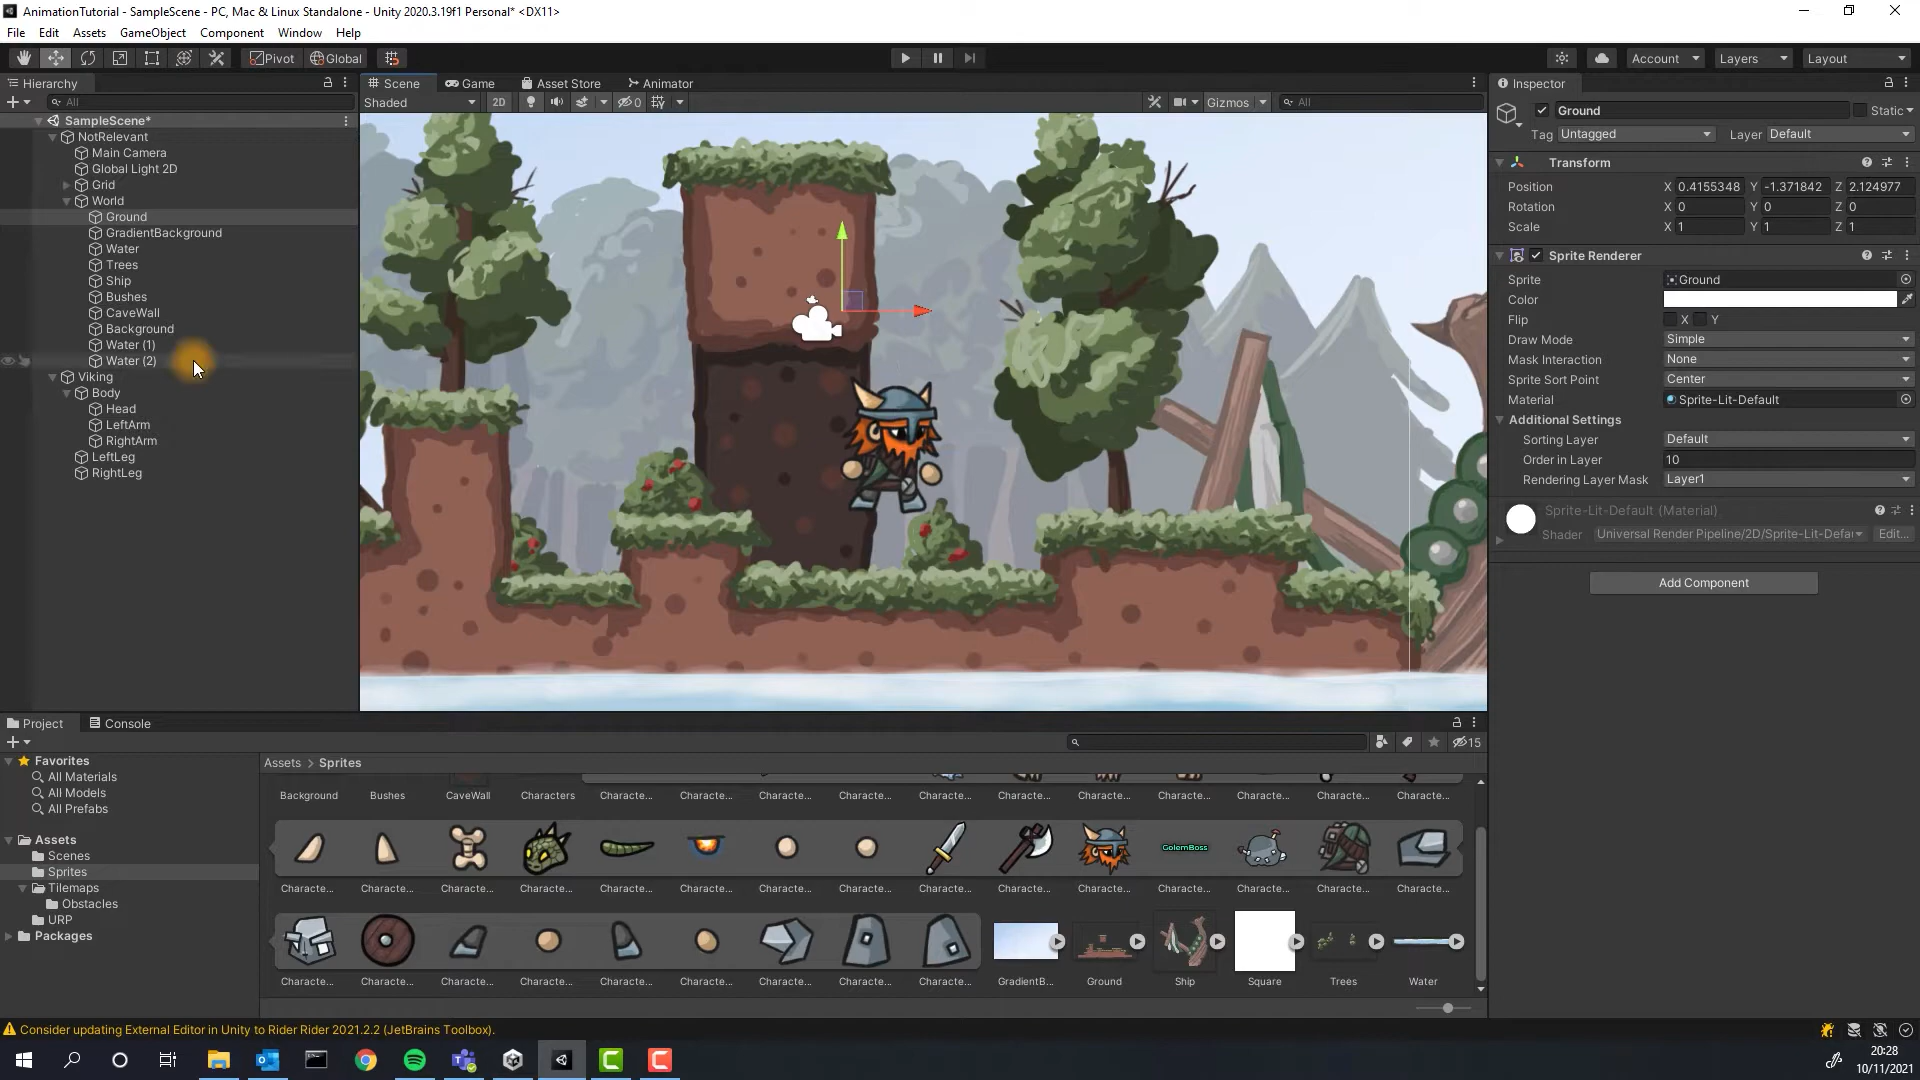 AnimationTutorial - SampleScene - PC, Mac & Linux Standalone - Unity 2020.3.19f1 Personal* <DX11>
File Edit Assets GameObject Component Window Help
Pivot Global Account Layers Layout
Hierarchy Scene Game Asset Store Animator Inspector
All Shaded 2D 0 Gizmos All
SampleScene*
NotRelevant
Main Camera
Global Light 2D
Grid
World
Ground
GradientBackground
Water
Trees
Ship
Bushes
CaveWall
Background
Water (1)
Water (2)
Viking
Body
Head
LeftArm
RightArm
LeftLeg
RightLeg
Ground Static
Tag Untagged Layer Default
Transform
Position X 0.4155348 Y -1.371842 Z 2.124977
Rotation X 0 Y 0 Z 0
Scale X 1 Y 1 Z 1
Sprite Renderer
Sprite Ground
Color
Flip X Y
Draw Mode Simple
Mask Interaction None
Sprite Sort Point Center
Material Sprite-Lit-Default
Additional Settings
Sorting Layer Default
Order in Layer 10
Rendering Layer Mask Layer1
Sprite-Lit-Default (Material)
Shader Universal Render Pipeline/2D/Sprite-Lit-Defau Edit...
Add Component
Project Console
15
Favorites
All Materials
All Models
All Prefabs
Assets
Scenes
Sprites
Tilemaps
Obstacles
URP
Packages
Assets > Sprites
Background Bushes CaveWall Characters Characte... Characte... Characte... Characte... Characte... Characte... Characte... Characte... Characte... Characte... Characte...
GolemBoss
Characte... Characte... Characte... Characte... Characte... Characte... Characte... Characte... Characte... Characte... Characte... Characte... Characte... Characte... Characte...
Characte... Characte... Characte... Characte... Characte... Characte... Characte... Characte... Characte... GradientB... Ground Ship Square Trees Water
Consider updating External Editor in Unity to Rider Rider 2021.2.2 (JetBrains Toolbox).
20:28
10/11/2021